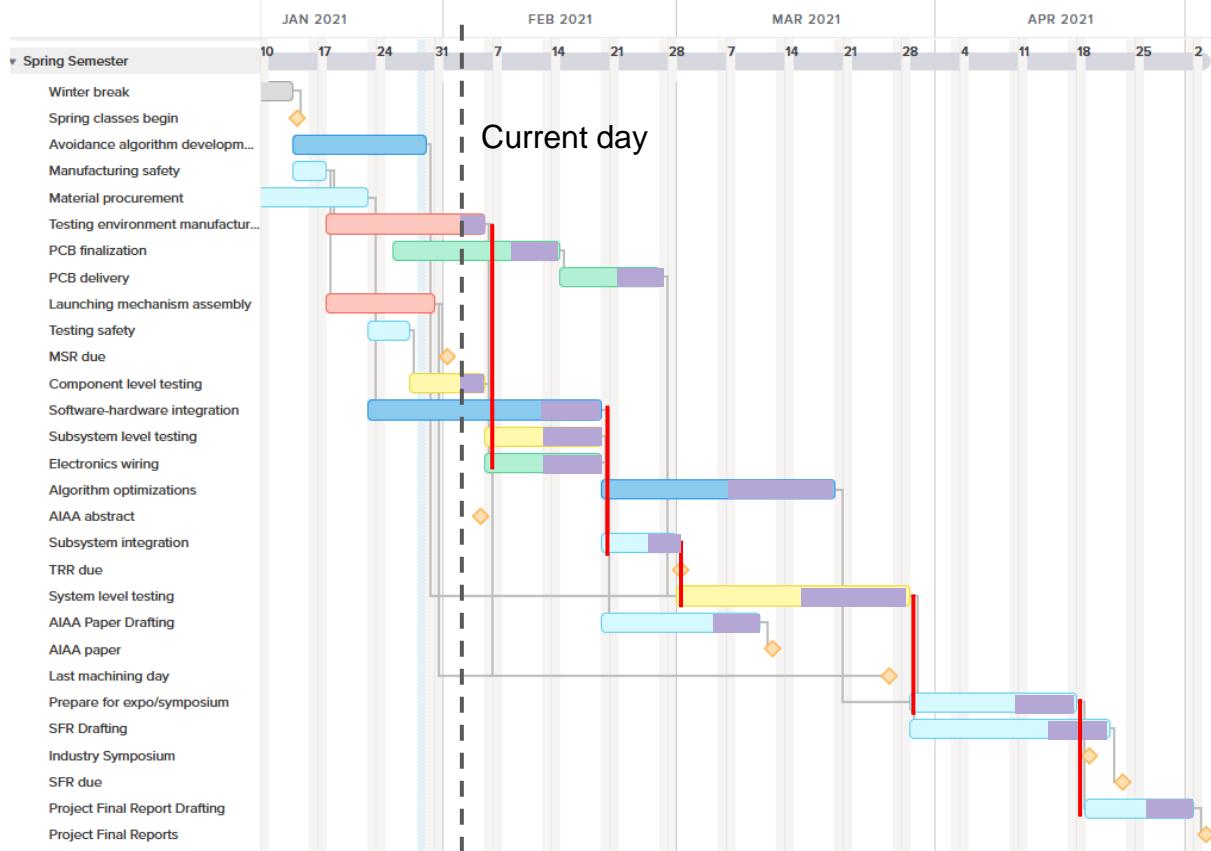 JAN 2021 FEB 2021 MAR 2021 APR 2021
10 17 24 31 7 14 21 28 7 14 21 28 4 11 18 25 2
Spring Semester
Winter break
Spring classes begin
Current day
Avoidance algorithm developm...
Manufacturing safety
Material procurement
Testing environment manufactur...
PCB finalization
PCB delivery
Launching mechanism assembly
Testing safety
MSR due
Component level testing
Software-hardware integration
Subsystem level testing
Electronics wiring
Algorithm optimizations
AIAA abstract
Subsystem integration
TRR due
System level testing
AIAA Paper Drafting
AIAA paper
Last machining day
Prepare for expo/symposium
SFR Drafting
Industry Symposium
SFR due
Project Final Report Drafting
Project Final Reports